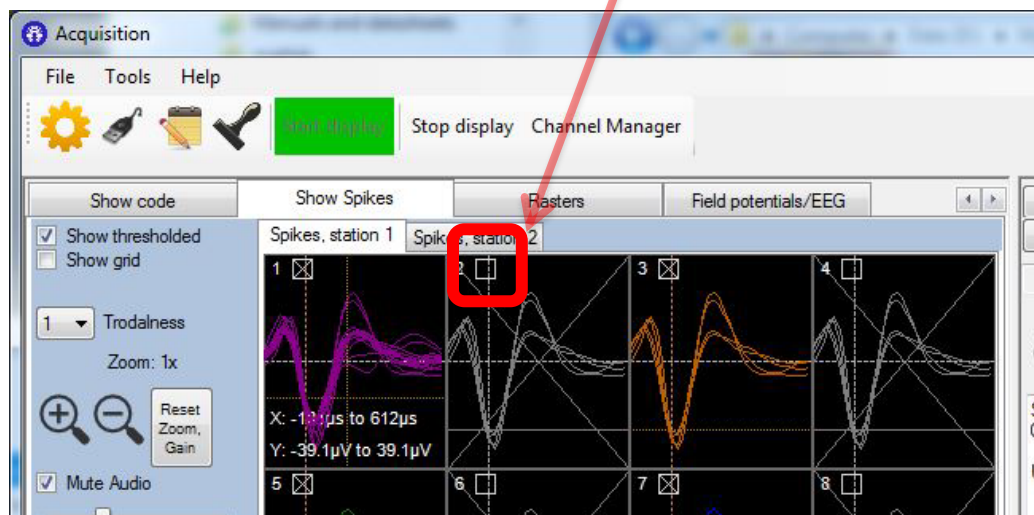 Acquisition
File Tools Help
Start display Stop display Channel Manager
Show code Show Spikes Rasters Field potentials/EEG
Show thresholded
Show grid
Spikes, station 1 Spikes, station 2
1 2 3 4
1 Trodalness
Zoom: 1x
Reset
Zoom,
Gain
X: to 612µs
Y: -39.1µV to 39.1µV
Mute Audio
5 6 7 8